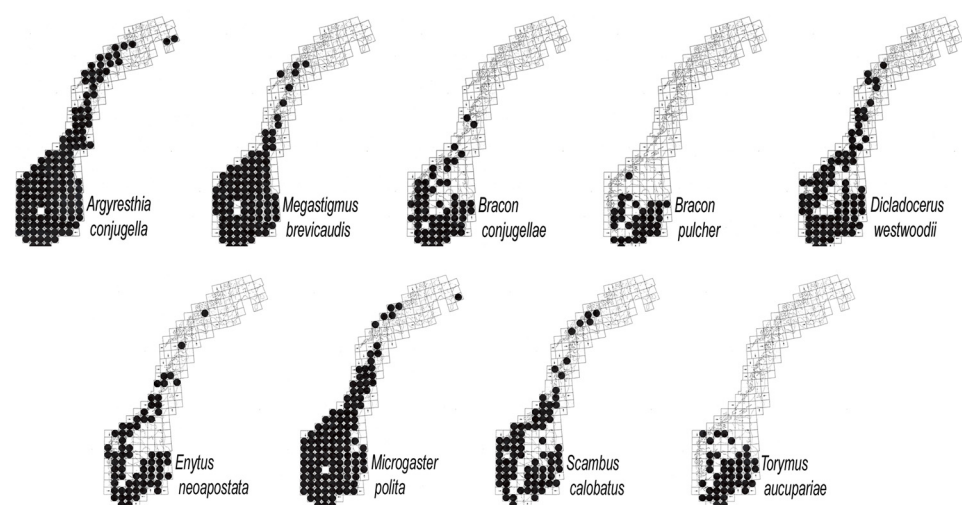 Argyresthia
conjugella
Megastigmus
brevicaudis
Bracon
conjugellae
Bracon
pulcher
Dicladocerus
westwoodii
Enytus
neoapostata
Microgaster
polita
Scambus
calobatus
Torymus
aucupariae